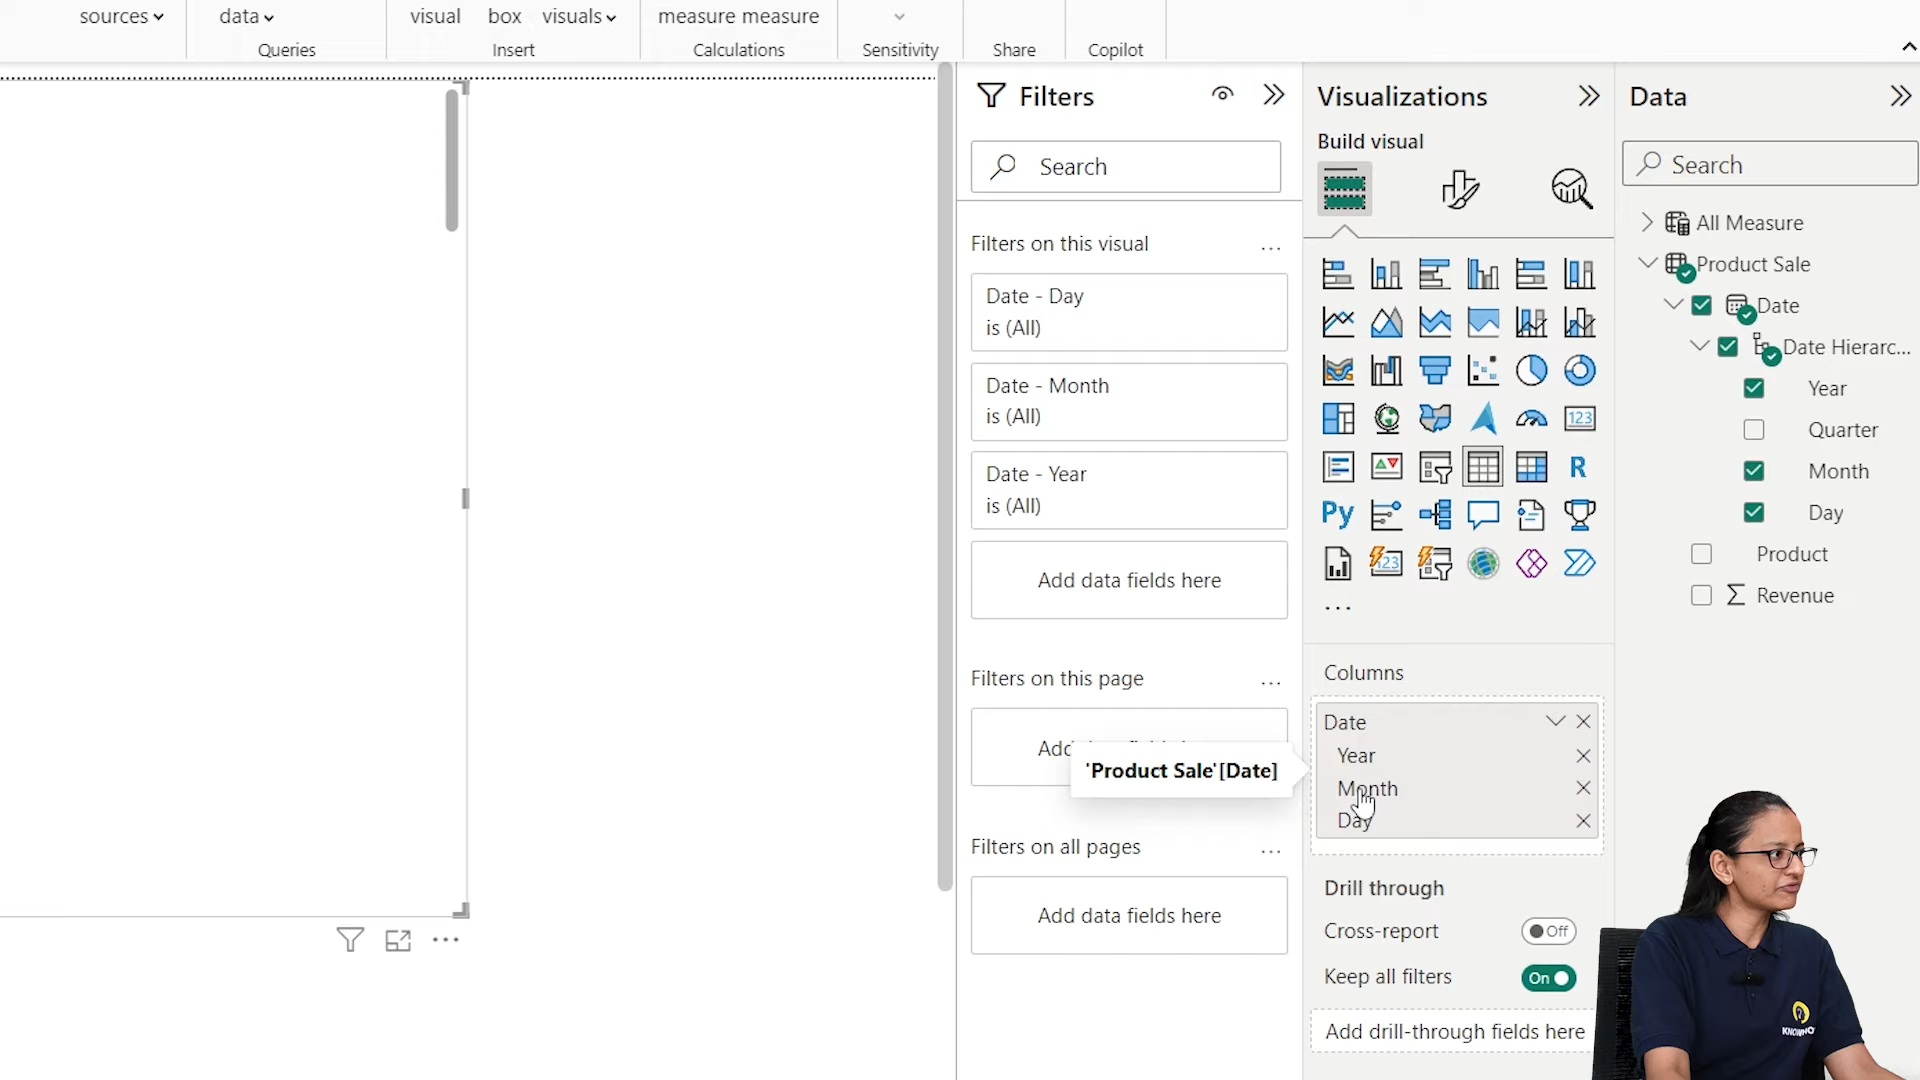 sources
data
visual
box
visuals
measure measure
Queries
Insert
Calculations
Sensitivity
Share
Copilot
Filters
Search
Filters on this visual
...
Date - Day
is (All)
Date - Month
is (All)
Date - Year
is (All)
Add data fields here
Filters on this page
...
'Product Sale'[Date]
Filters on all pages
...
Add data fields here
Visualizations
Build visual
123
R
Py
123
...
Columns
Date
Year
Month
Day
Drill through
Cross-report
Off
Keep all filters
On
Add drill-through fields here
Data
Search
All Measure
Product Sale
Date
Date Hierarc...
Year
Quarter
Month
Day
Product
Σ Revenue